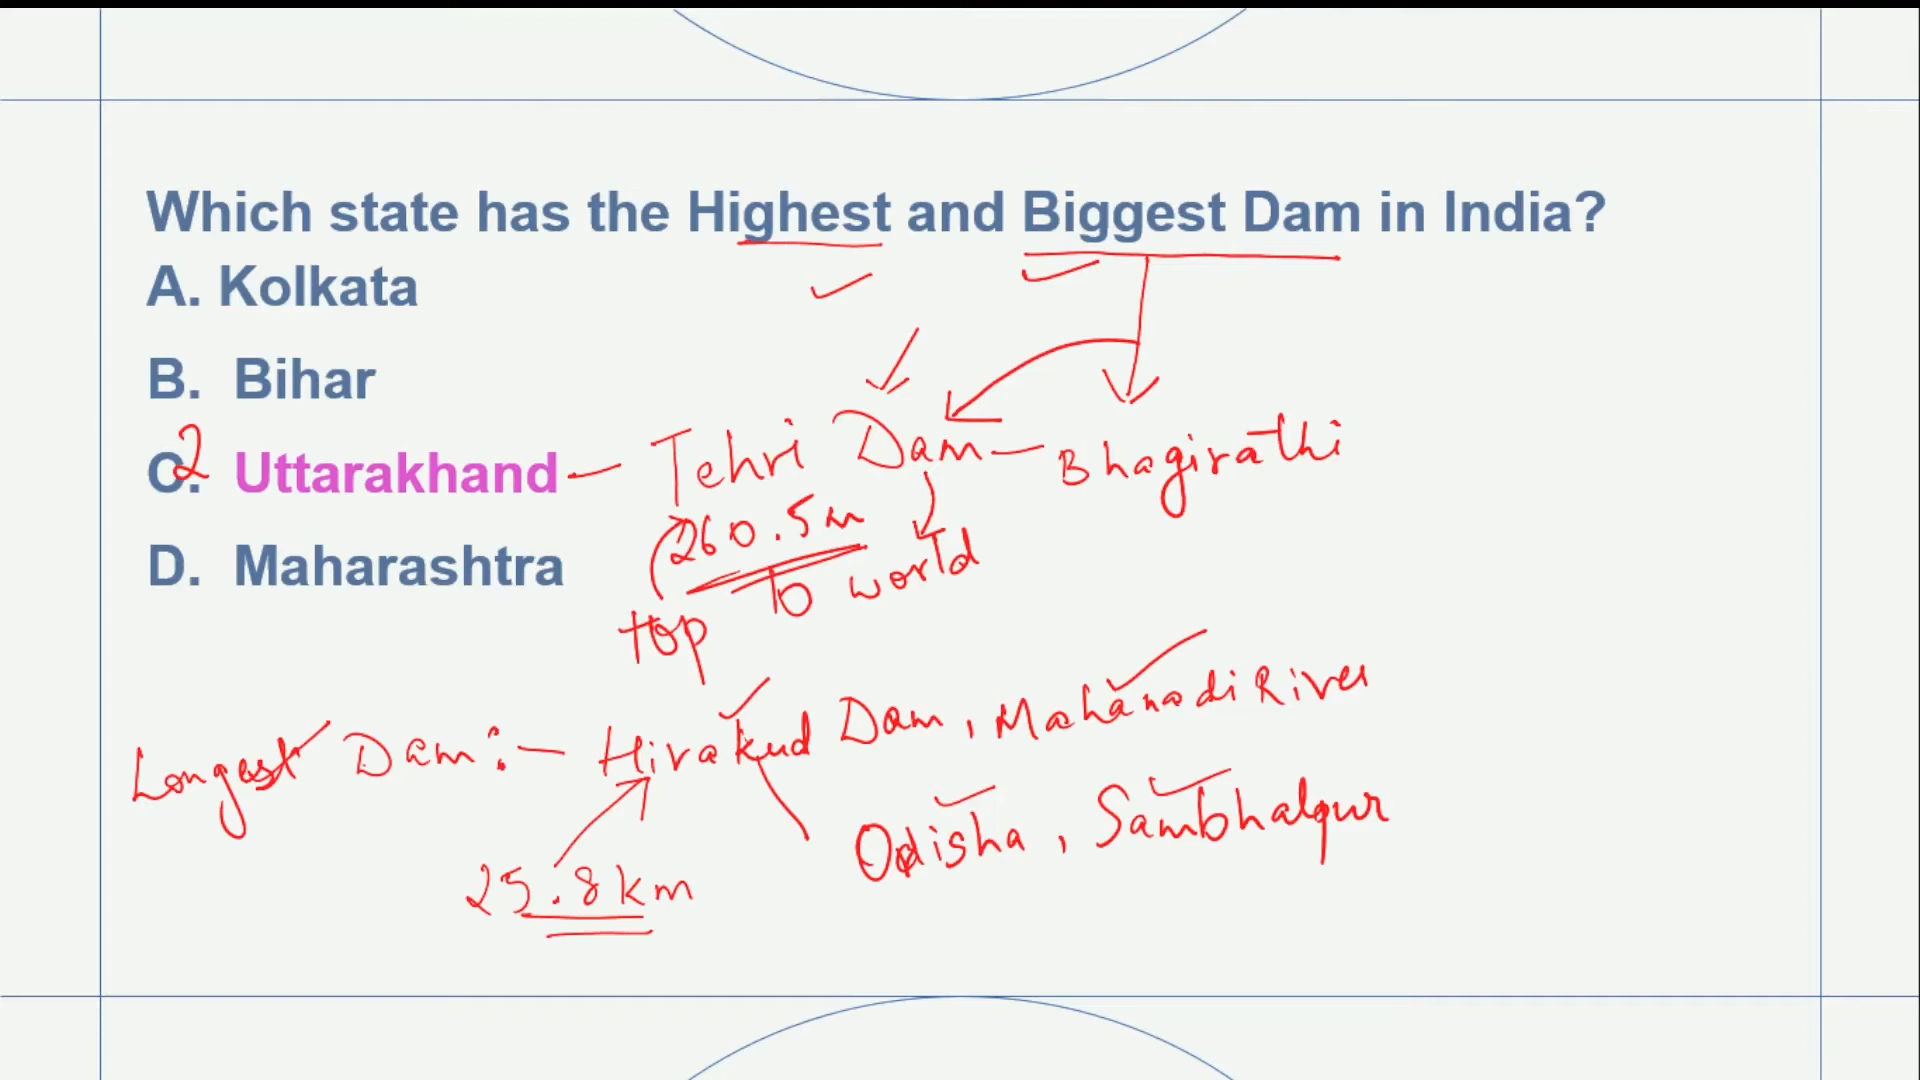 Which state has the Highest and Biggest Dam in India?
A. Kolkata
B. Bihar
C. 2 Uttarakhand - Tehri Dam - Bhagirathi
260.5m
D. Maharashtra
top 10 world
Longest Dam:- Hirakud Dam, Mahanadi River
Odisha, Sambhalpur
25.8km